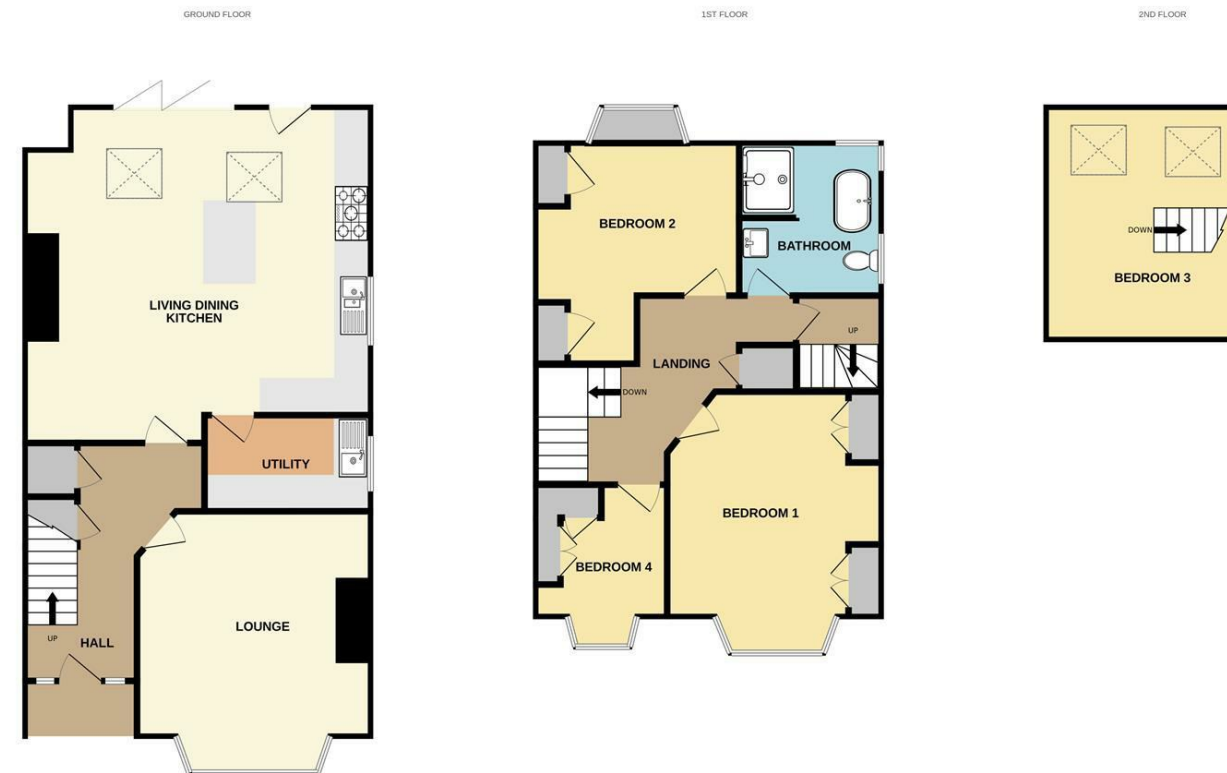 GROUND FLOOR
1ST FLOOR
2ND FLOOR
LIVING DINING
KITCHEN
UTILITY
LOUNGE
UP
HALL
BEDROOM 2
BATHROOM
UP
LANDING
DOWN
BEDROOM 1
BEDROOM 4
DOWN
BEDROOM 3